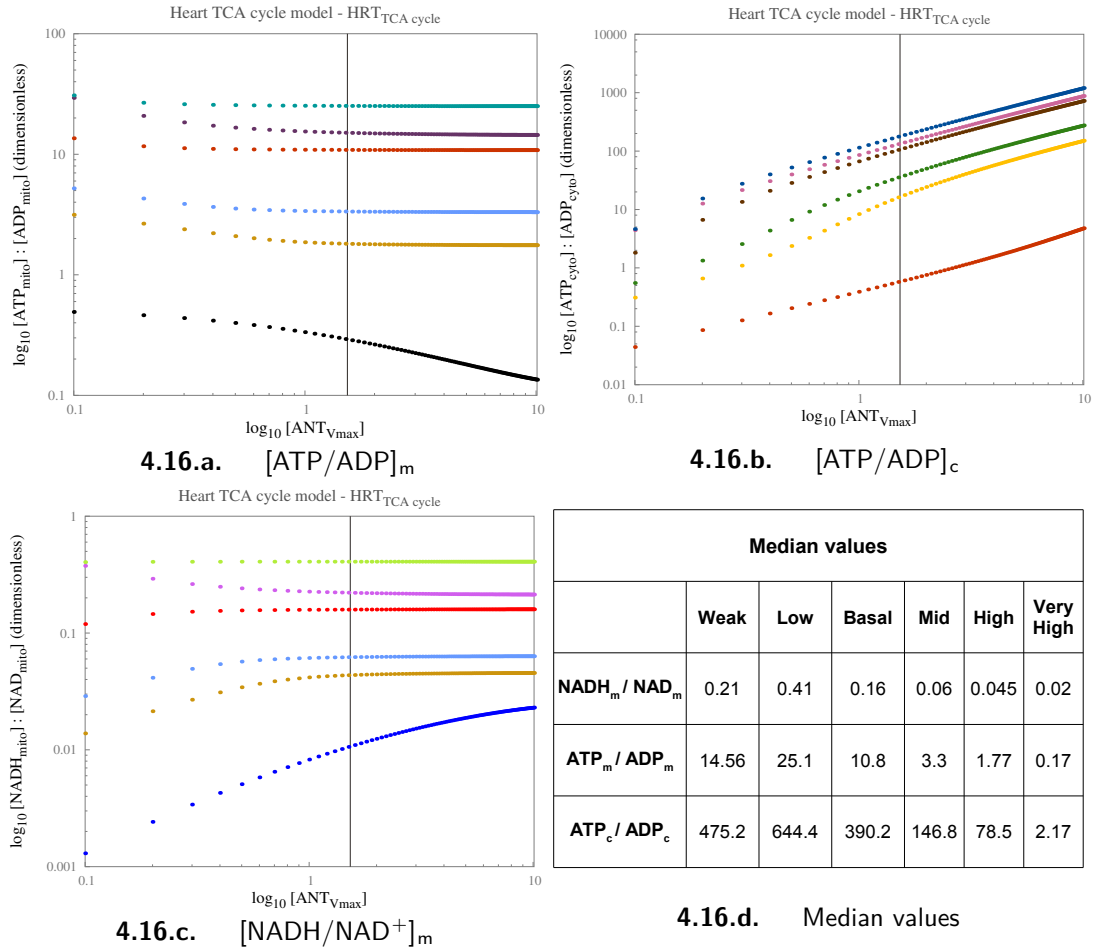 Heart TCA cycle model - HRT_TCA cycle
log₁₀ [ATP_mito] : [ADP_mito] (dimensionless)
100
10
1
0.1
0.1
1
10
log₁₀ [ANT_Vmax]
4.16.a. [ATP/ADP]ₘ
Heart TCA cycle model - HRT_TCA cycle
log₁₀ [ATP_cyto] : [ADP_cyto] (dimensionless)
10000
1000
100
10
1
0.1
0.01
0.1
1
10
log₁₀ [ANT_Vmax]
4.16.b. [ATP/ADP]_c
Heart TCA cycle model - HRT_TCA cycle
log₁₀ [NADH_mito] : [NAD_mito] (dimensionless)
1
0.1
0.01
0.001
0.1
1
10
log₁₀ [ANT_Vmax]
4.16.c. [NADH/NAD⁺]ₘ
Median values
Weak Low Basal Mid High Very High
NADHₘ / NADₘ 0.21 0.41 0.16 0.06 0.045 0.02
ATPₘ / ADPₘ 14.56 25.1 10.8 3.3 1.77 0.17
ATP_c / ADP_c 475.2 644.4 390.2 146.8 78.5 2.17
4.16.d. Median values